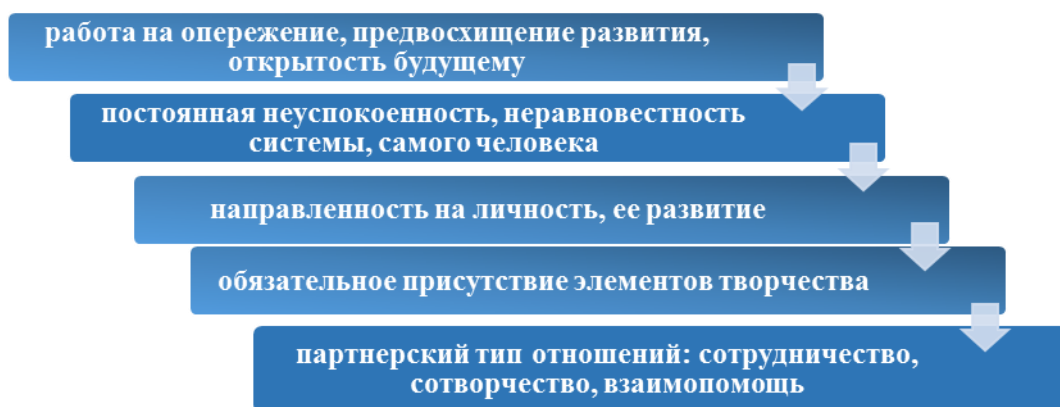 работа на опережение, предвосхищение развития,
открытость будущему
постоянная неуспокоенность, неравновестность
системы, самого человека
направленность на личность, ее развитие
обязательное присутствие элементов творчества
партнерский тип отношений: сотрудничество,
сотворчество, взаимопомощь